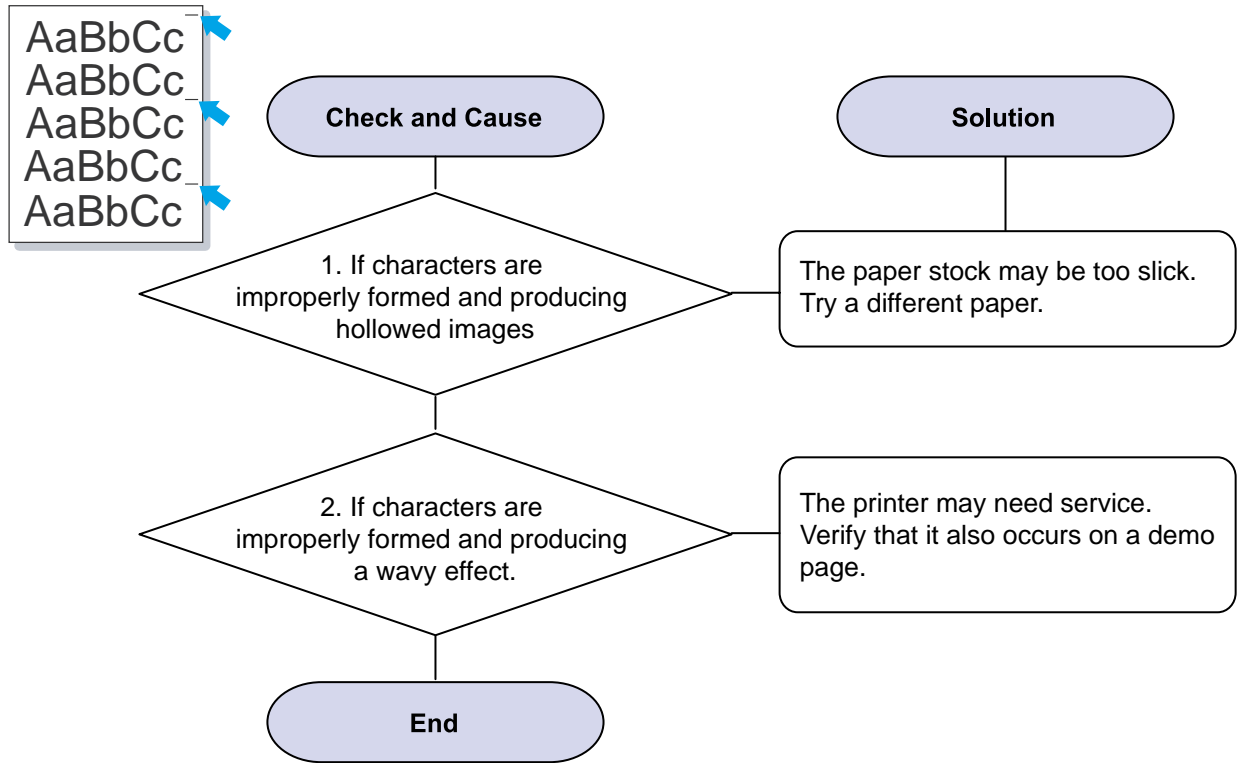 AaBbCc
AaBbCc
AaBbCc
AaBbCc
AaBbCc
Check and Cause
Solution
1. If characters are
improperly formed and producing
hollowed images
The paper stock may be too slick.
Try a different paper.
2. If characters are
improperly formed and producing
a wavy effect.
The printer may need service.
Verify that it also occurs on a demo
page.
End